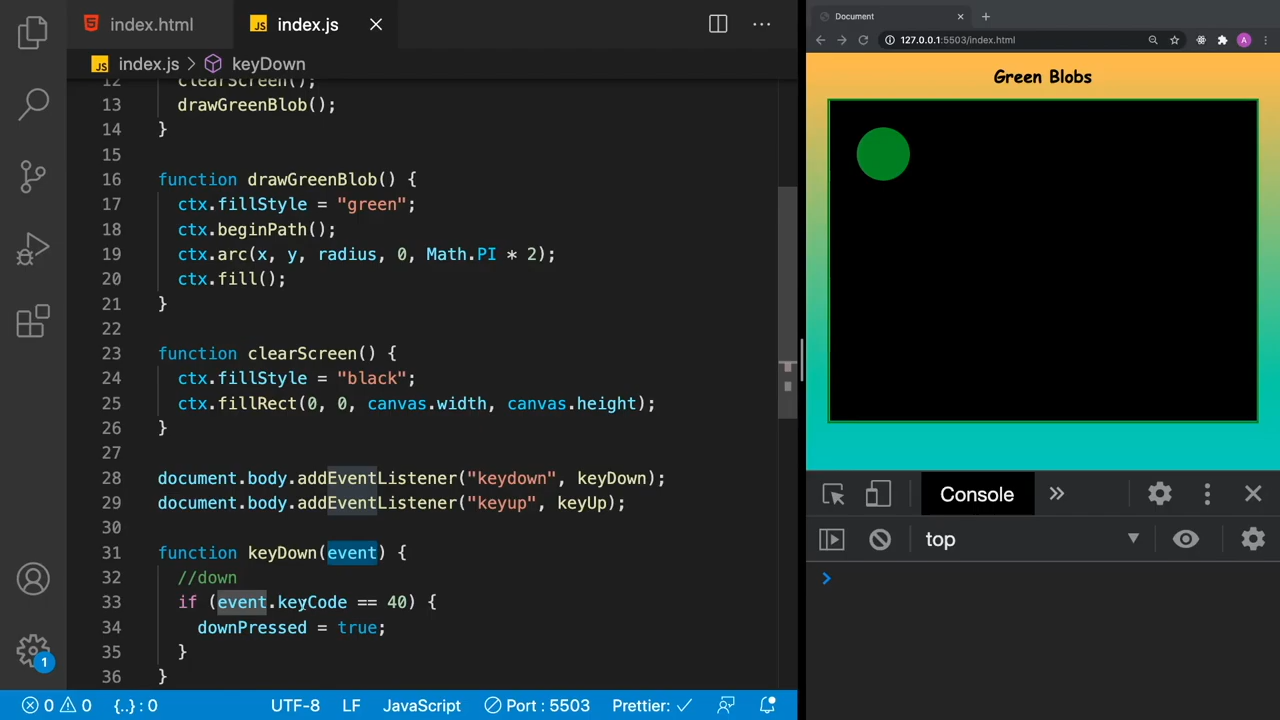 index.html
index.js
index.js > keyDown
12 clearScreen();
13 drawGreenBlob();
14 }
15
16 function drawGreenBlob() {
17 ctx.fillStyle = "green";
18 ctx.beginPath();
19 ctx.arc(x, y, radius, 0, Math.PI * 2);
20 ctx.fill();
21 }
22
23 function clearScreen() {
24 ctx.fillStyle = "black";
25 ctx.fillRect(0, 0, canvas.width, canvas.height);
26 }
27
28 document.body.addEventListener("keydown", keyDown);
29 document.body.addEventListener("keyup", keyUp);
30
31 function keyDown(event) {
32 //down
33 if (event.keyCode == 40) {
34 downPressed = true;
35 }
36 }
1
0 0 {..} : 0 UTF-8 LF JavaScript Port : 5503 Prettier: ✓
Document
127.0.0.1:5503/index.html
A
Green Blobs
Console »
top
>